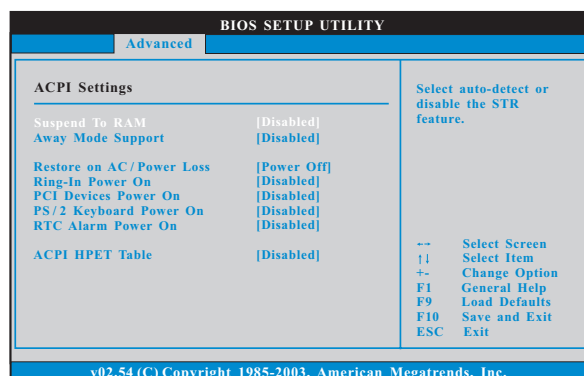 BIOS SETUP UTILITY
Advanced
ACPI Settings
Suspend To RAM [Disabled]
Away Mode Support [Disabled]
Restore on AC/Power Loss [Power Off]
Ring-In Power On [Disabled]
PCI Devices Power On [Disabled]
PS/2 Keyboard Power On [Disabled]
RTC Alarm Power On [Disabled]
ACPI HPET Table [Disabled]
Select auto-detect or
disable the STR
feature.
←→ Select Screen
↑↓ Select Item
+- Change Option
F1 General Help
F9 Load Defaults
F10 Save and Exit
ESC Exit
v02.54 (C) Copyright 1985-2003, American Megatrends, Inc.